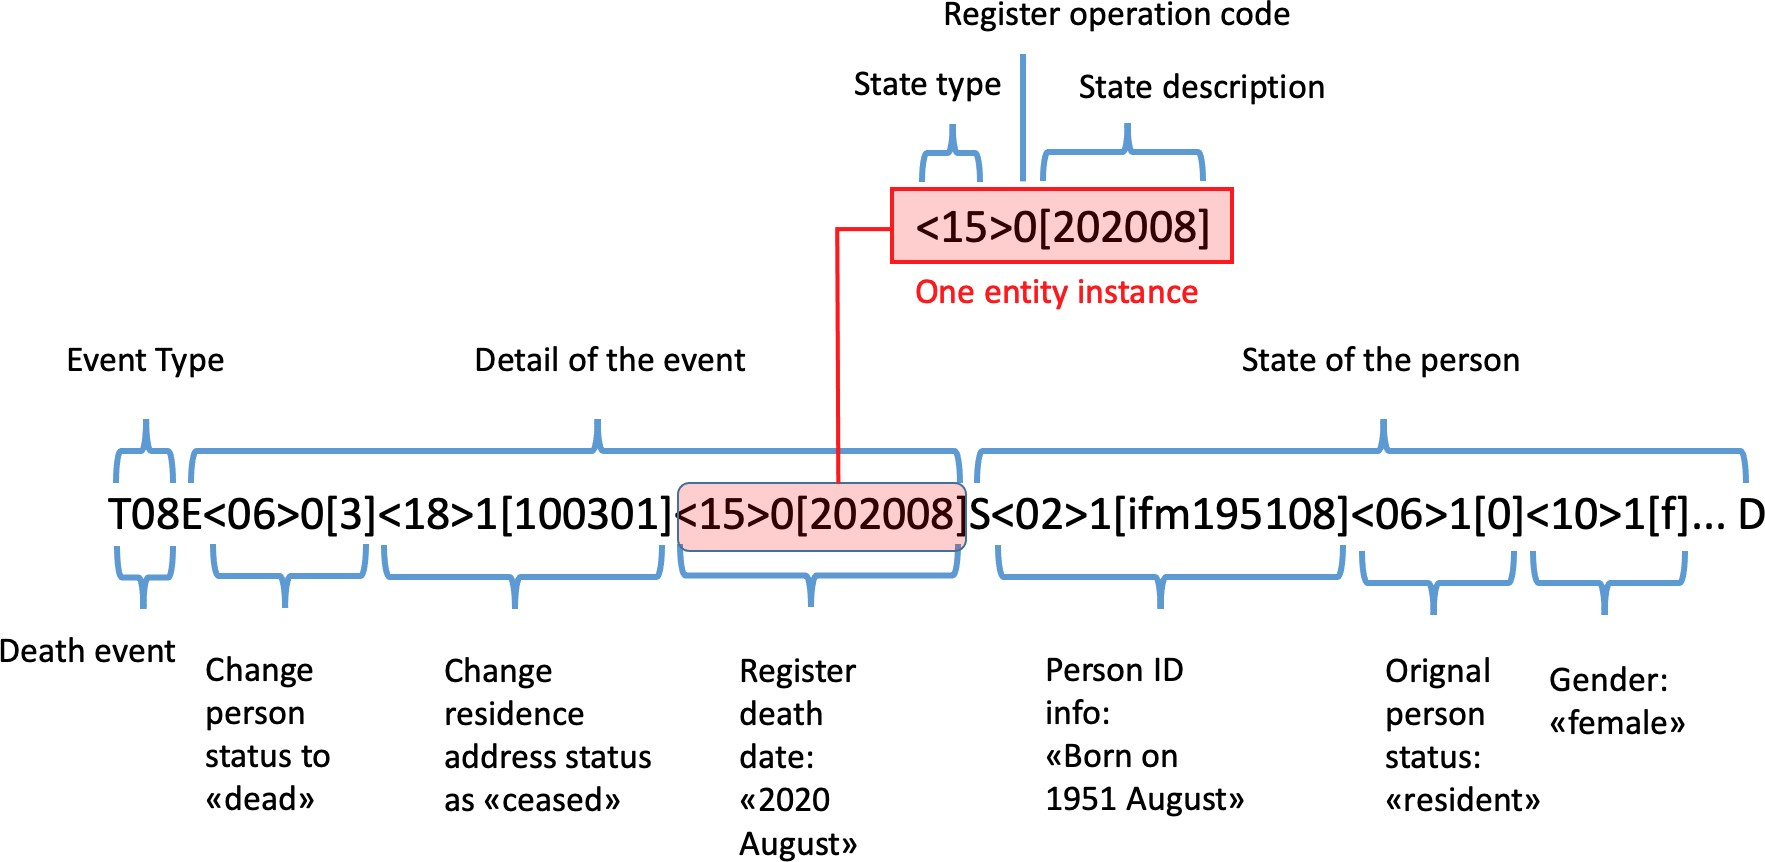 Register operation code
State type
State description
<15>0[202008]
One entity instance
Event Type
Detail of the event
State of the person
T08E<06>0[3]<18>1[100301]<15>0[202008]S<02>1[ifm195108]<06>1[0]<10>1[f]... D
Death event
Change
person
status to
«dead»
Change
residence
address status
as «ceased»
Register
death
date:
«2020
August»
Person ID
info:
«Born on
1951 August»
Orignal
person
status:
«resident»
Gender:
«female»